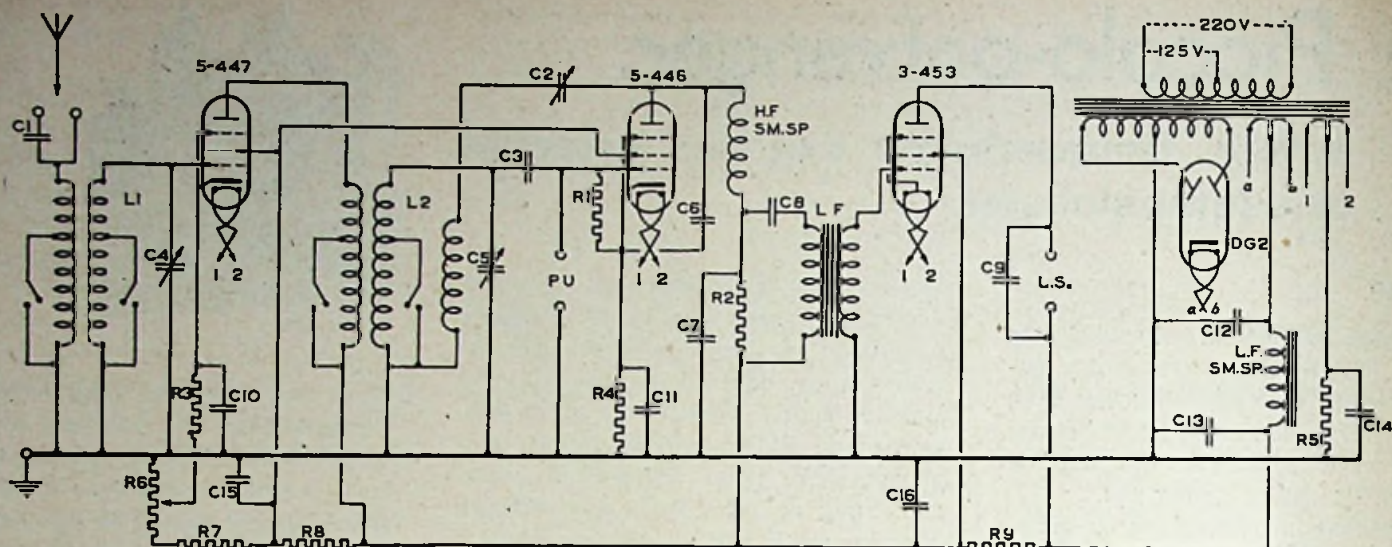 220V
125V
5-447
C2
5-446
3-453
C1
H.F
SM.SP
L1
C3
a
a
1
2
L2
R1
C8
L F
C4
C6
C5
DG2
1 2
PU
1 2
R2
1 2
C9
L.S.
a b
C12
C7
L.F.
SM.SP.
R3
C10
R4
C11
C13
R5
C14
R6
C15
C16
R7
R8
R9